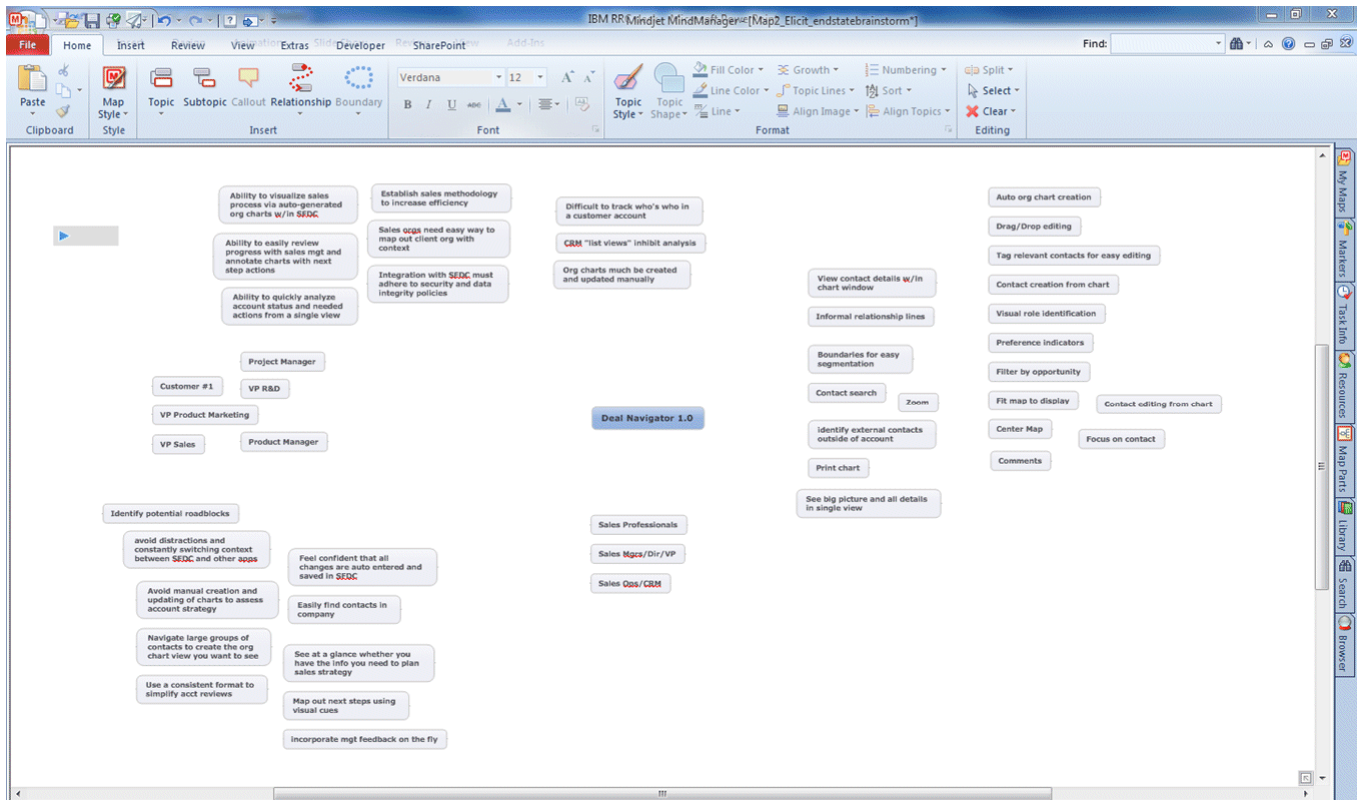 IBM RR
Mindjet MindManager - [Map2_Elicit_endstatebrainstorm*]
File
Home
Insert
Review
View
Extras
Developer
SharePoint
Add-Ins
Find:
Paste
Clipboard
Map
Style
Style
Topic
Subtopic
Callout
Relationship
Boundary
Insert
Verdana
12
B I U abc A
Font
Topic
Style
Topic
Shape
Fill Color
Line Color
Line
Growth
Topic Lines
Align Image
Numbering
Sort
Align Topics
Format
Split
Select
Clear
Editing
Ability to visualize sales
process via auto-generated
org charts w/in SFDC
Ability to easily review
progress with sales mgt and
annotate charts with next
step actions
Ability to quickly analyze
account status and needed
actions from a single view
Establish sales methodology
to increase efficiency
Sales orgs need easy way to
map out client org with
context
Integration with SFDC must
adhere to security and data
integrity policies
Difficult to track who's who in
a customer account
CRM "list views" inhibit analysis
Org charts much be created
and updated manually
View contact details w/in
chart window
Informal relationship lines
Boundaries for easy
segmentation
Contact search
Zoom
identify external contacts
outside of account
Print chart
See big picture and all details
in single view
Auto org chart creation
Drag/Drop editing
Tag relevant contacts for easy editing
Contact creation from chart
Visual role identification
Preference indicators
Filter by opportunity
Fit map to display
Contact editing from chart
Center Map
Focus on contact
Comments
Project Manager
Customer #1
VP R&D
VP Product Marketing
VP Sales
Product Manager
Deal Navigator 1.0
Identify potential roadblocks
avoid distractions and
constantly switching context
between SFDC and other apps
Avoid manual creation and
updating of charts to assess
account strategy
Navigate large groups of
contacts to create the org
chart view you want to see
Use a consistent format to
simplify acct reviews
Feel confident that all
changes are auto entered and
saved in SFDC
Easily find contacts in
company
See at a glance whether you
have the info you need to plan
sales strategy
Map out next steps using
visual cues
incorporate mgt feedback on the fly
Sales Professionals
Sales Mgrs/Dir/VP
Sales Ops/CRM
My Maps
Markers
Task Info
Resources
Map Parts
Library
Search
Browser